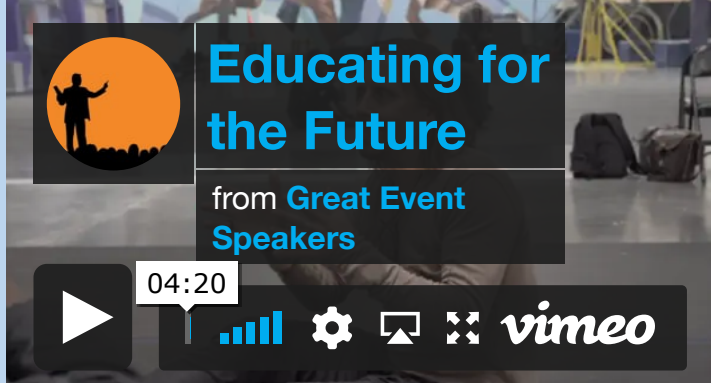 Educating for
the Future
from Great Event
Speakers
04:20
vimeo